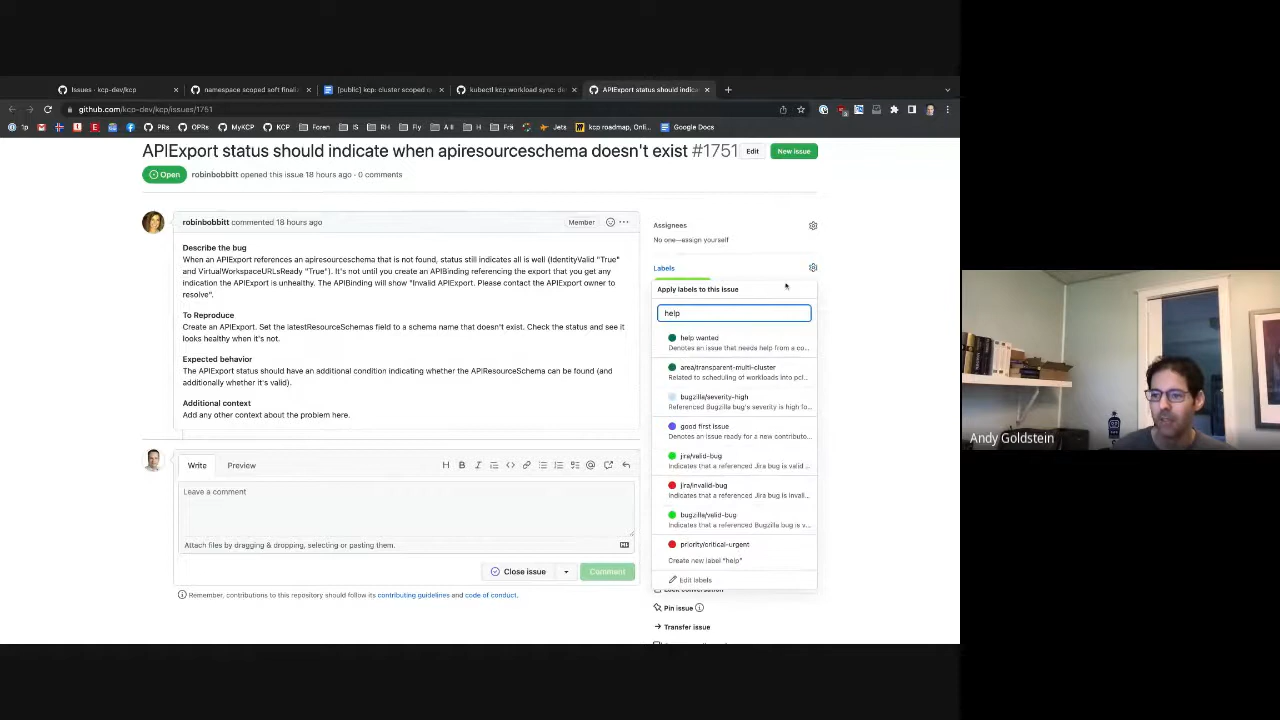 Issues · kcp-dev/kcp
namespace scoped soft finali
[public] kcp: cluster scoped q
kubectl kcp workload sync: de
APIExport status should indica
github.com/kcp-dev/kcp/issues/1751
1p
PRs
OPRs
MyKCP
KCP
Foren
IS
RH
Fly
A II
H
Frä
Jets
kcp roadmap, Onl...
Google Docs
APIExport status should indicate when apiresourceschema doesn't exist #1751
Edit
New issue
Open
robinbobbitt opened this issue 18 hours ago · 0 comments
robinbobbitt commented 18 hours ago
Member
Describe the bug
When an APIExport references an apiresourceschema that is not found, status still indicates all is well (IdentityValid "True"
and VirtualWorkspaceURLsReady "True"). It's not until you create an APIBinding referencing the export that you get any
indication the APIExport is unhealthy. The APIBinding will show "Invalid APIExport. Please contact the APIExport owner to
resolve".
To Reproduce
Create an APIExport. Set the latestResourceSchemas field to a schema name that doesn't exist. Check the status and see it
looks healthy when it's not.
Expected behavior
The APIExport status should have an additional condition indicating whether the APIResourceSchema can be found (and
additionally whether it's valid).
Additional context
Add any other context about the problem here.
Write
Preview
Leave a comment
Attach files by dragging & dropping, selecting or pasting them.
Close issue
Comment
Remember, contributions to this repository should follow its contributing guidelines and code of conduct.
Assignees
No one—assign yourself
Labels
Apply labels to this issue
help
help wanted
Denotes an issue that needs help from a co...
area/transparent-multi-cluster
Related to scheduling of workloads into pcl...
bugzilla/severity-high
Referenced Bugzilla bug's severity is high fo...
good first issue
Denotes an issue ready for a new contributo...
jira/valid-bug
Indicates that a referenced Jira bug is valid ...
jira/invalid-bug
Indicates that a referenced Jira bug is invali...
bugzilla/valid-bug
Indicates that a referenced Bugzilla bug is v...
priority/critical-urgent
Create new label "help"
Edit labels
Lock conversation
Pin issue
Transfer issue
Andy Goldstein